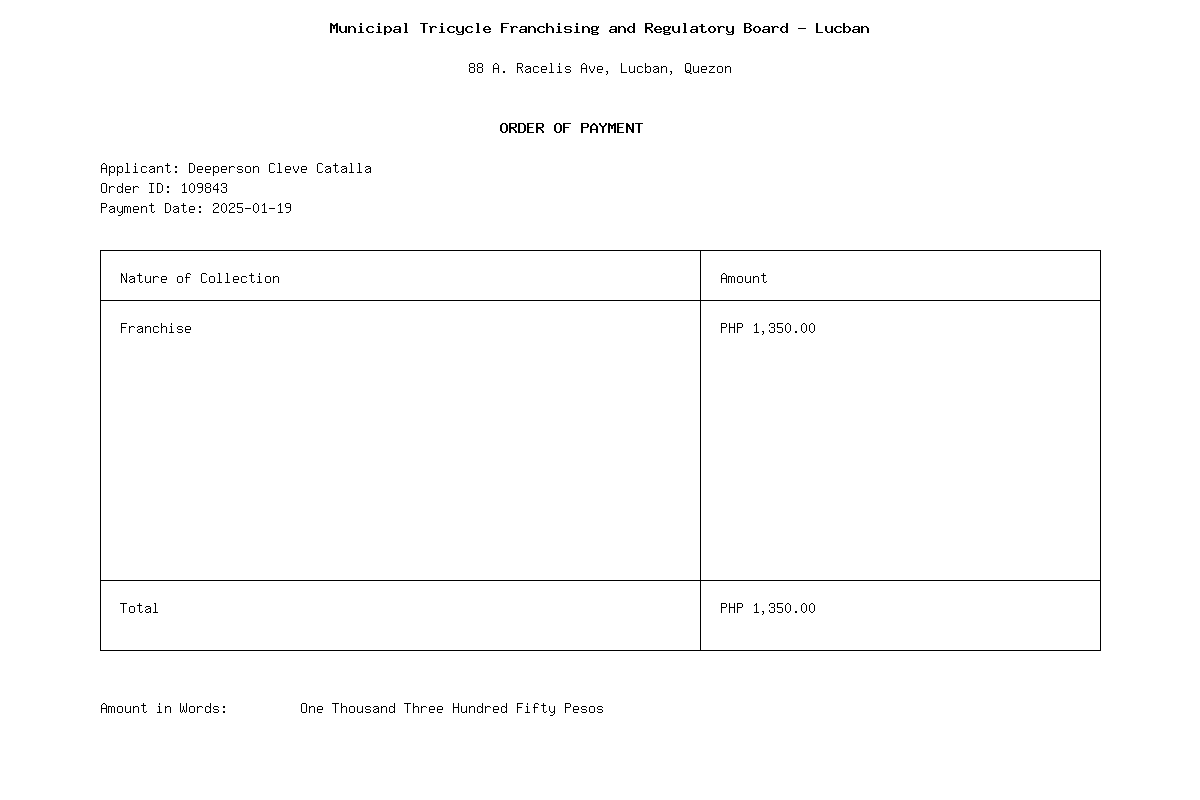 Municipal Tricycle Franchising and Regulatory Board - Lucban
88 A. Racelis Ave, Lucban, Quezon
ORDER OF PAYMENT
Applicant: Deeperson Cleve Catalla
Order ID: 109843
Payment Date: 2025-01-19
Nature of Collection Amount
Franchise PHP 1,350.00
Total PHP 1,350.00
Amount in Words: One Thousand Three Hundred Fifty Pesos